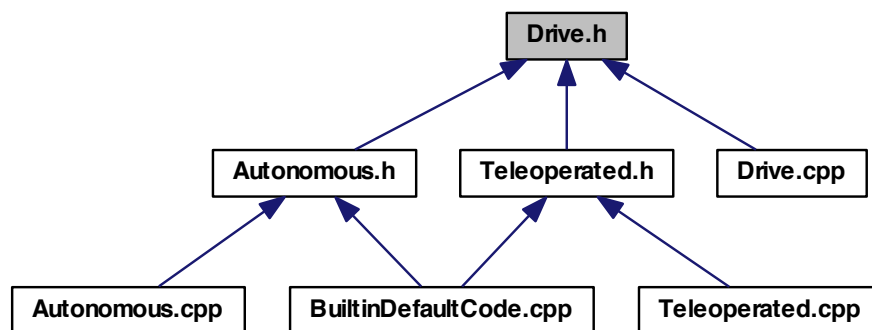 Drive.h
Autonomous.h
Teleoperated.h
Drive.cpp
Autonomous.cpp
BuiltinDefaultCode.cpp
Teleoperated.cpp